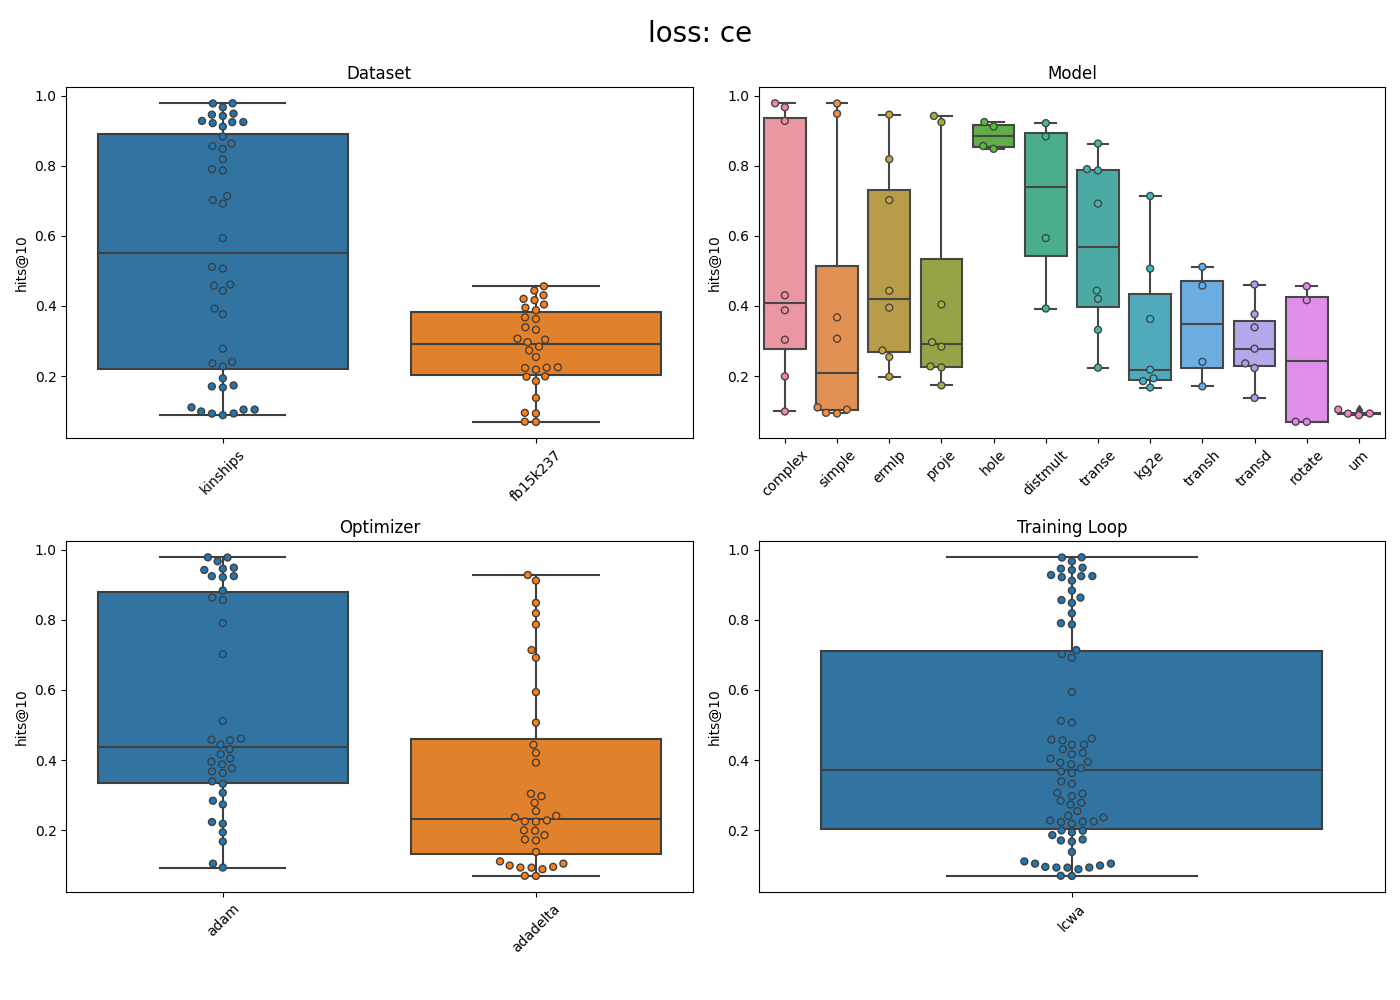 loss: ce
Dataset
hits@10
1.0
0.8
0.6
0.4
0.2
kinships
fb15k237
Model
hits@10
1.0
0.8
0.6
0.4
0.2
complex
simple
ermlp
proje
hole
distmult
transe
kg2e
transh
transd
rotate
um
Optimizer
hits@10
1.0
0.8
0.6
0.4
0.2
adam
adadelta
Training Loop
hits@10
1.0
0.8
0.6
0.4
0.2
lcwa